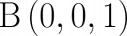 B (0, 0, 1)